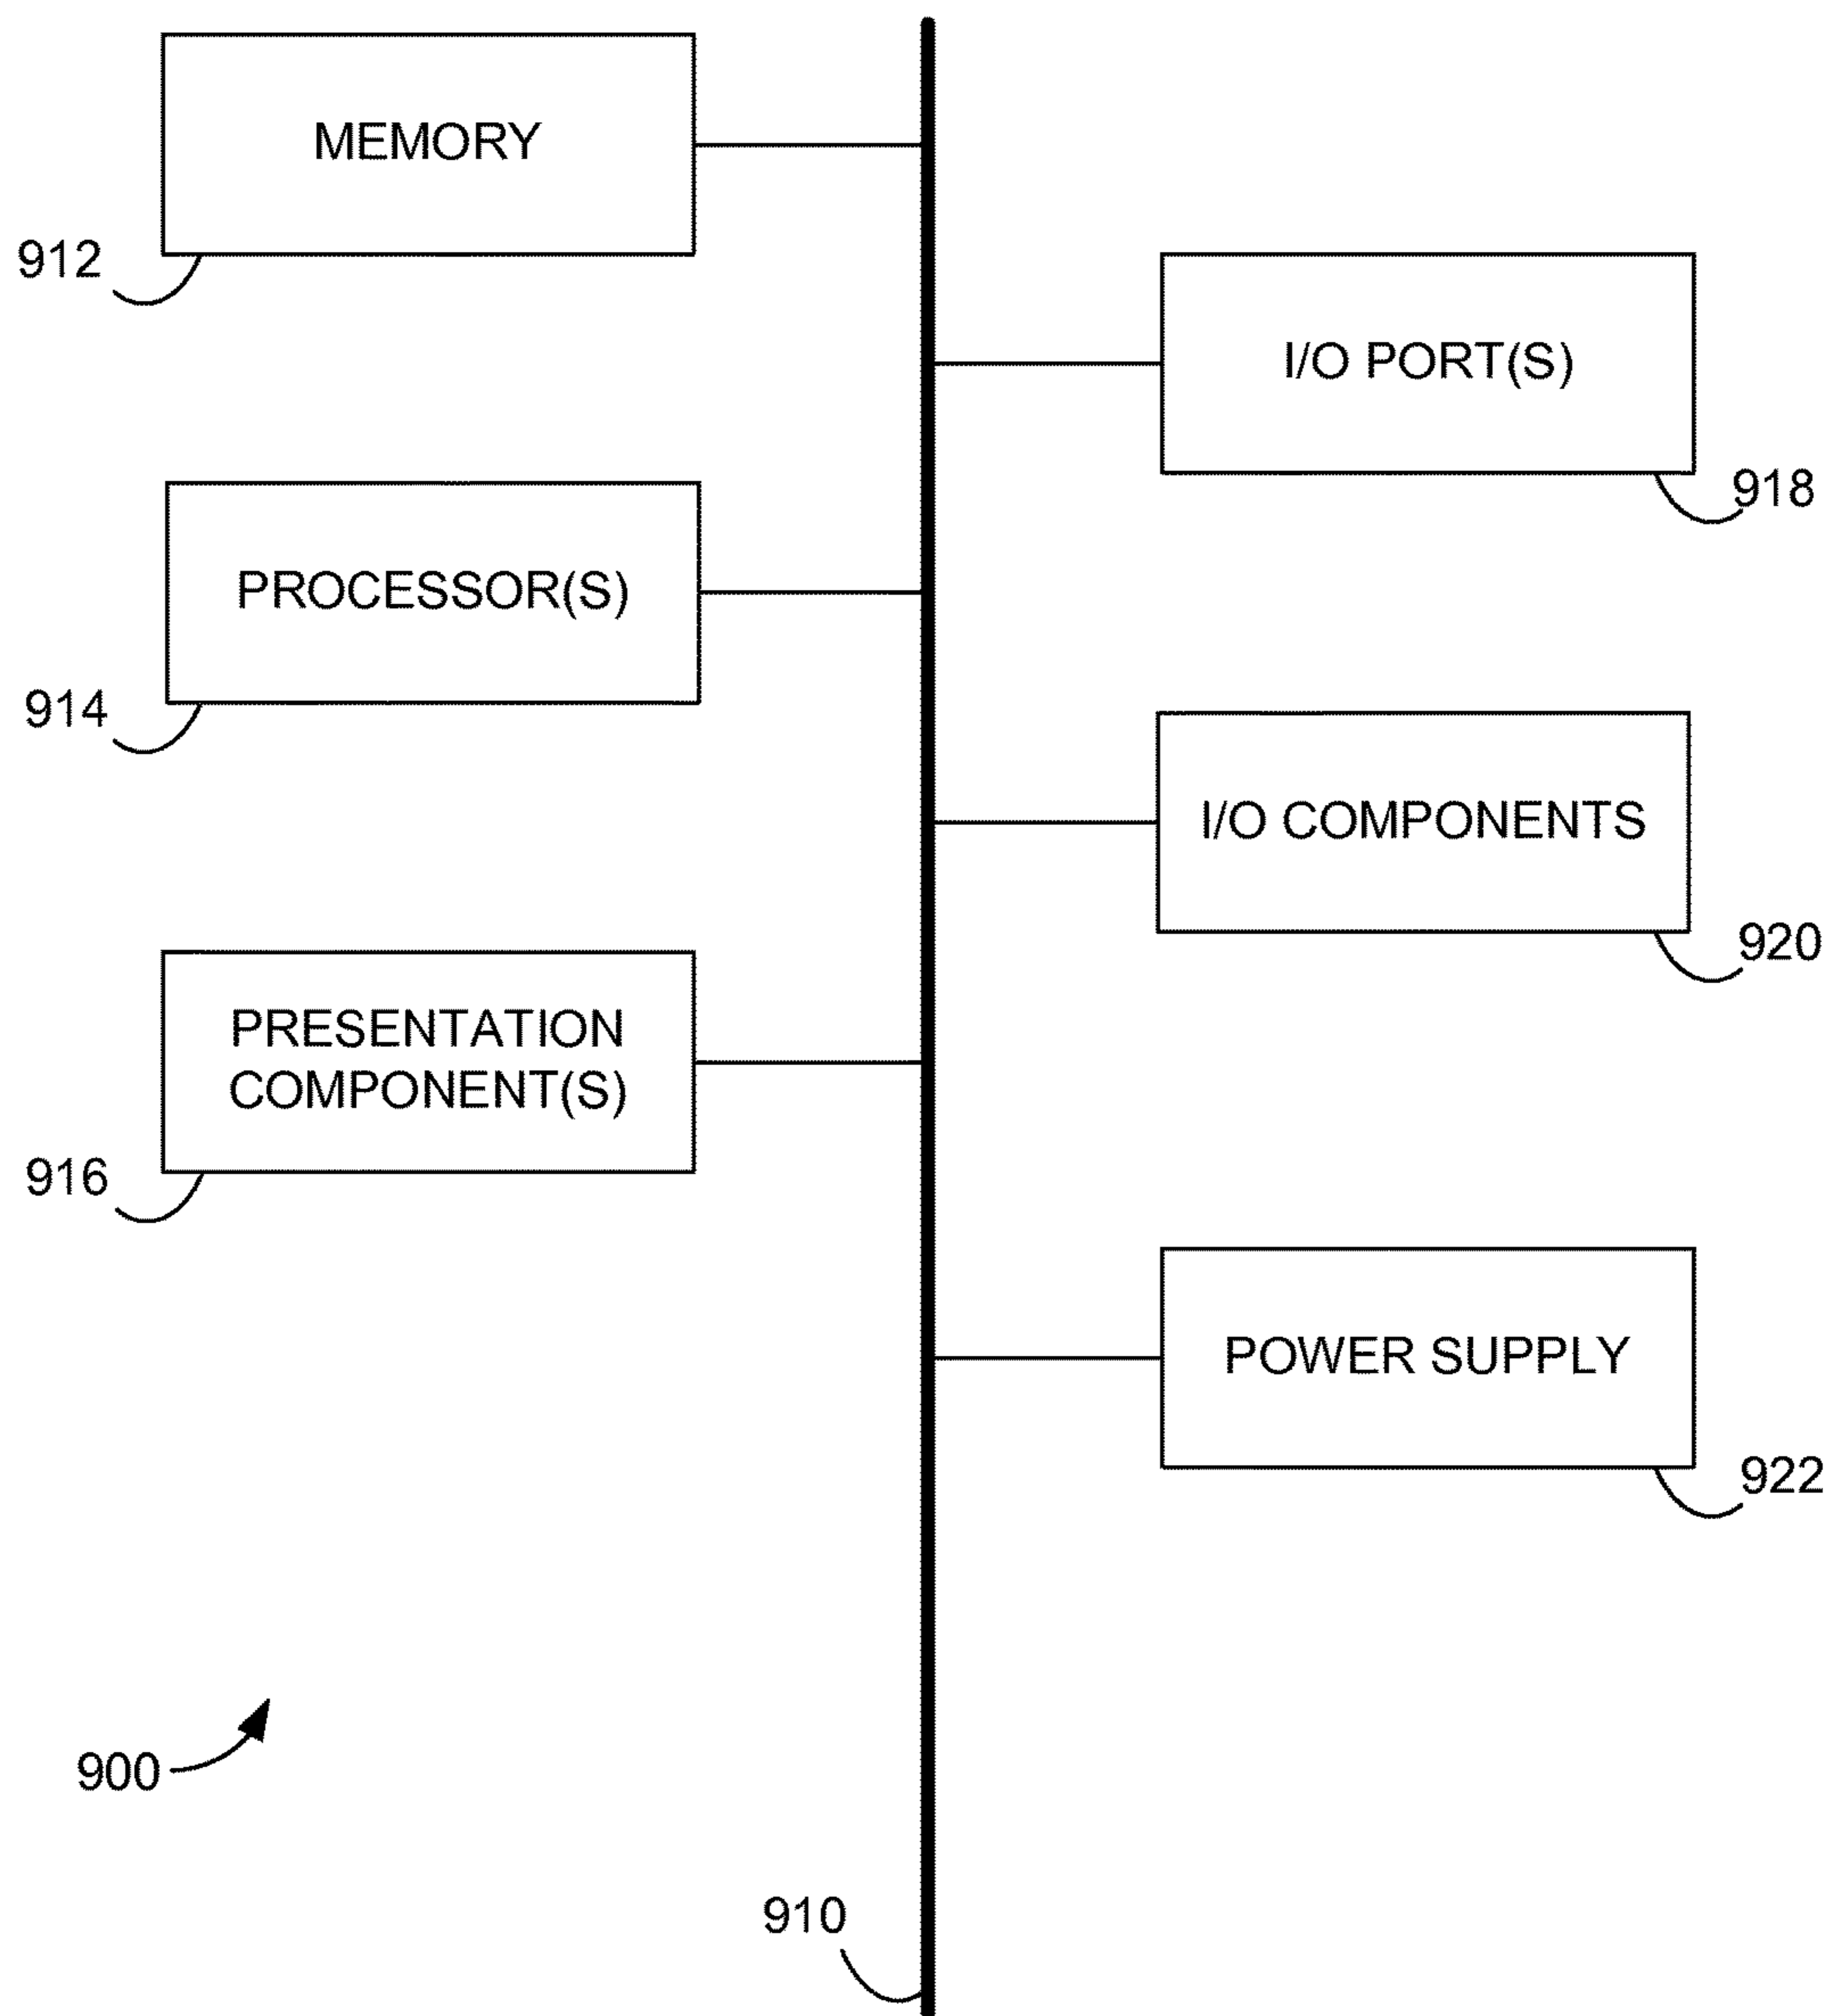 MEMORY
912
I/O PORT(S)
918
PROCESSOR(S)
914
I/O COMPONENTS
920
PRESENTATION
COMPONENT(S)
916
POWER SUPPLY
922
900
910